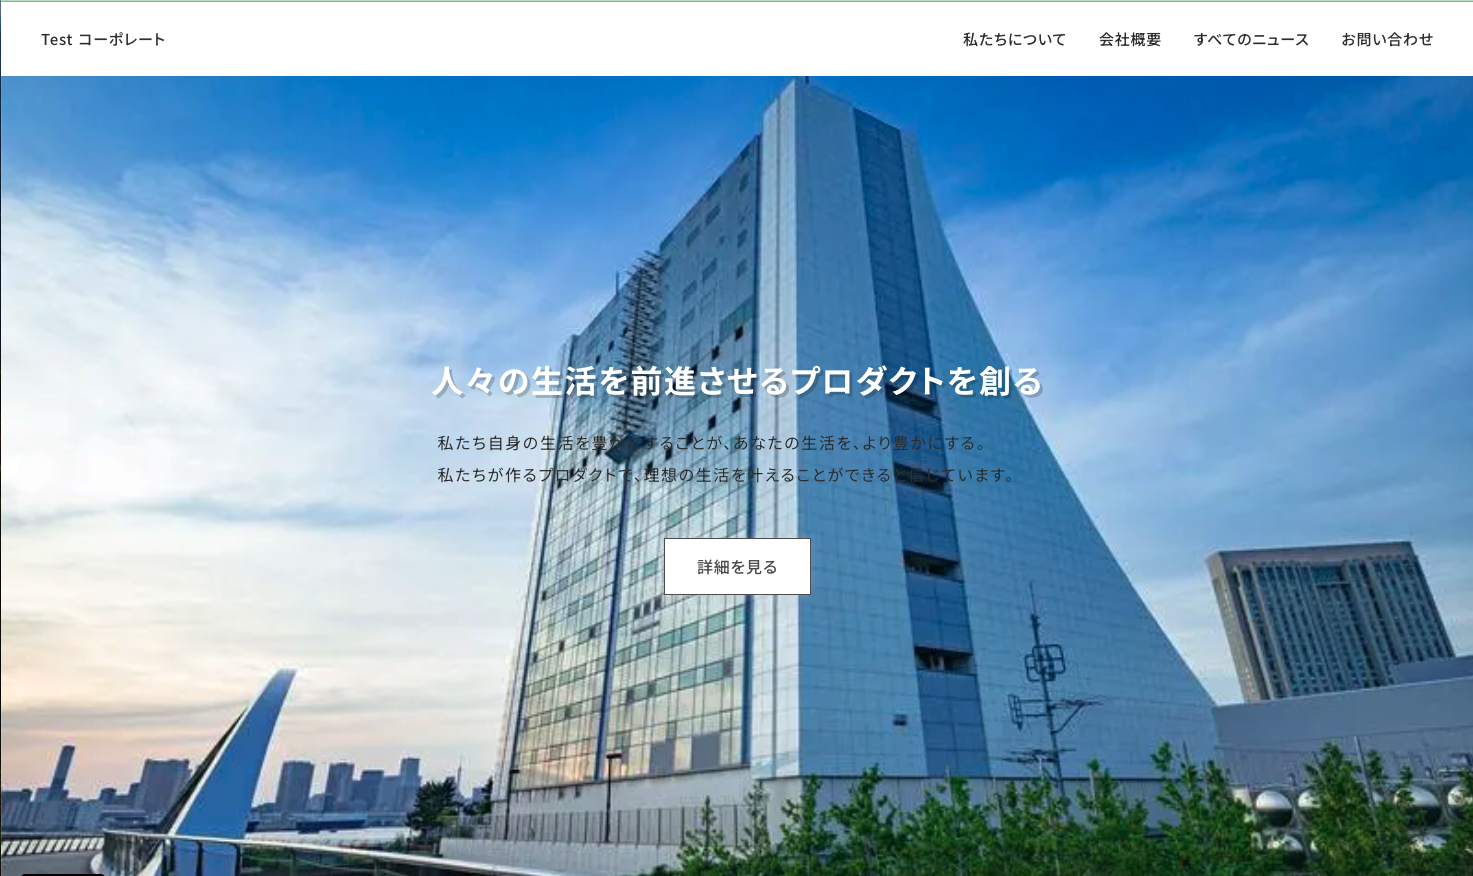 Test コーポレート
私たちについて 会社概要 すべてのニュース お問い合わせ
人々の生活を前進させるプロダクトを創る
私たち自身の生活を豊かにすることが、あなたの生活を、より豊かにする。
私たちが作るプロダクトで、理想の生活を叶えることができると信じています。
詳細を見る